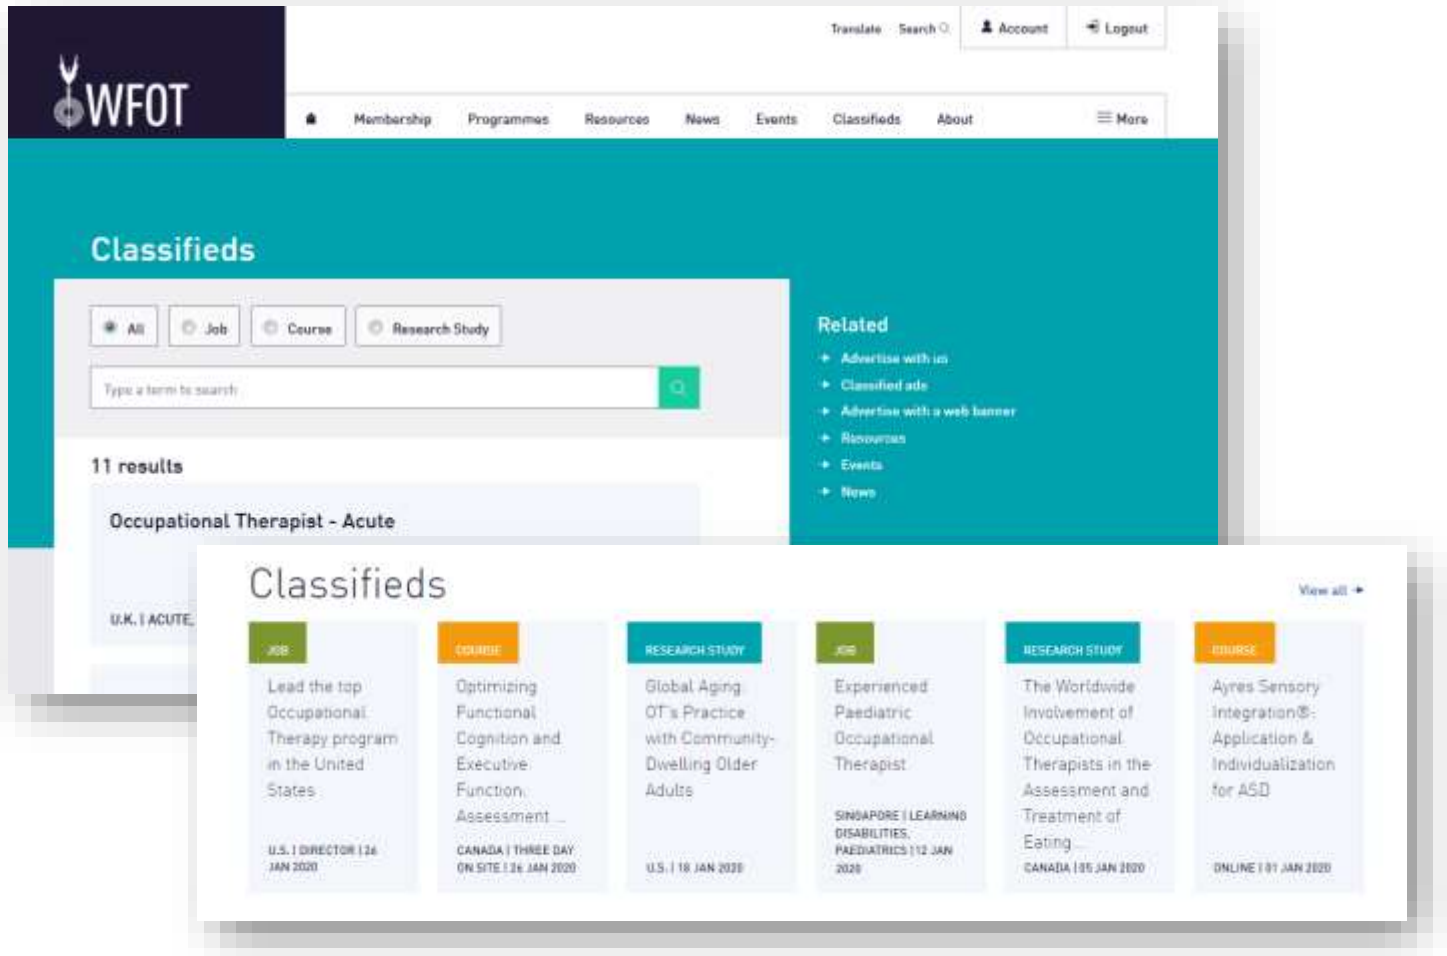 Translate Search Account Logout
WFOT
Membership Programmes Resources News Events Classifieds About More
Classifieds
All Job Course Research Study
Type a term to search
11 results
Occupational Therapist - Acute
U.K. | ACUTE,
Related
Advertise with us
Classified ads
Advertise with a web banner
Resources
Events
News
Classifieds
View all
JOB
Lead the top
Occupational
Therapy program
in the United
States
U.S. | DIRECTOR | 26
JAN 2020
COURSE
Optimizing
Functional
Cognition and
Executive
Function:
Assessment ...
CANADA | THREE DAY
ON SITE | 26 JAN 2020
RESEARCH STUDY
Global Aging:
OT's Practice
with Community-
Dwelling Older
Adults
U.S. | 18 JAN 2020
JOB
Experienced
Paediatric
Occupational
Therapist
SINGAPORE | LEARNING
DISABILITIES,
PAEDIATRICS | 12 JAN
2020
RESEARCH STUDY
The Worldwide
Involvement of
Occupational
Therapists in the
Assessment and
Treatment of
Eating ...
CANADA | 05 JAN 2020
COURSE
Ayres Sensory
Integration®:
Application &
Individualization
for ASD
ONLINE | 01 JAN 2020